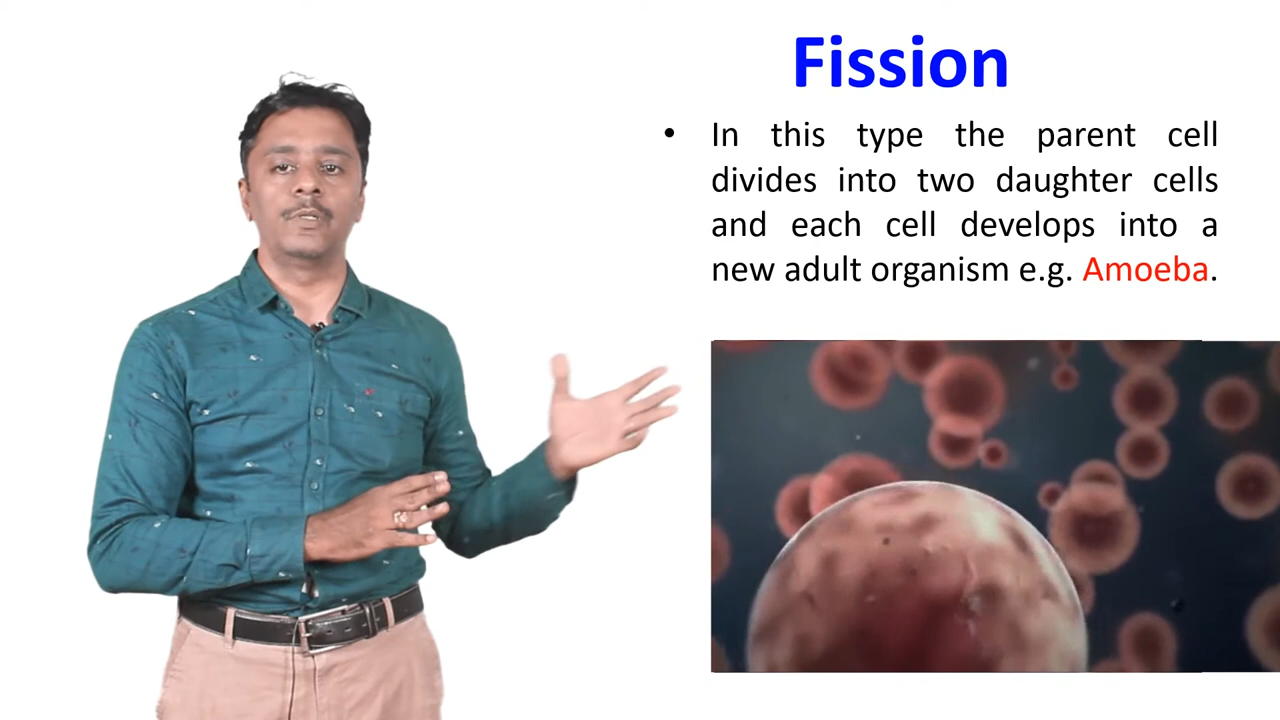 Fission
• In this type the parent cell
divides into two daughter cells
and each cell develops into a
new adult organism e.g. Amoeba.